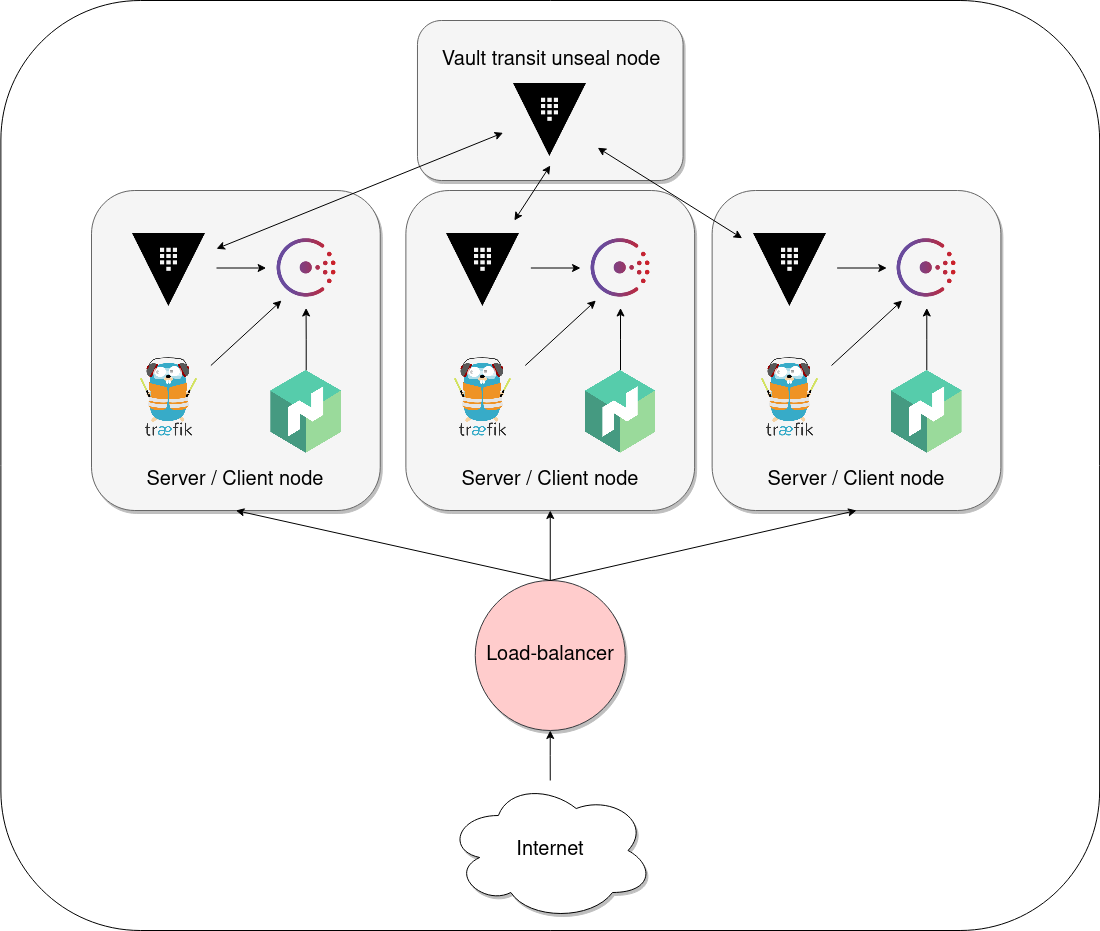 Vault transit unseal node
træfik
træfik
træfik
Server / Client node
Server / Client node
Server / Client node
Load-balancer
Internet